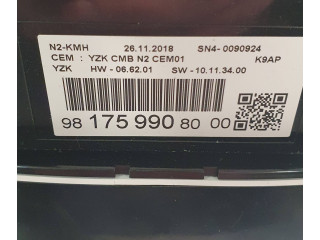 N2-KMH 26.11.2018 SN4-0090924
CEM : YZK CMB N2 CEM01 K9AP
YZK HW - 06.62.01 SW - 10.11.34.00
98 175 990 80 00